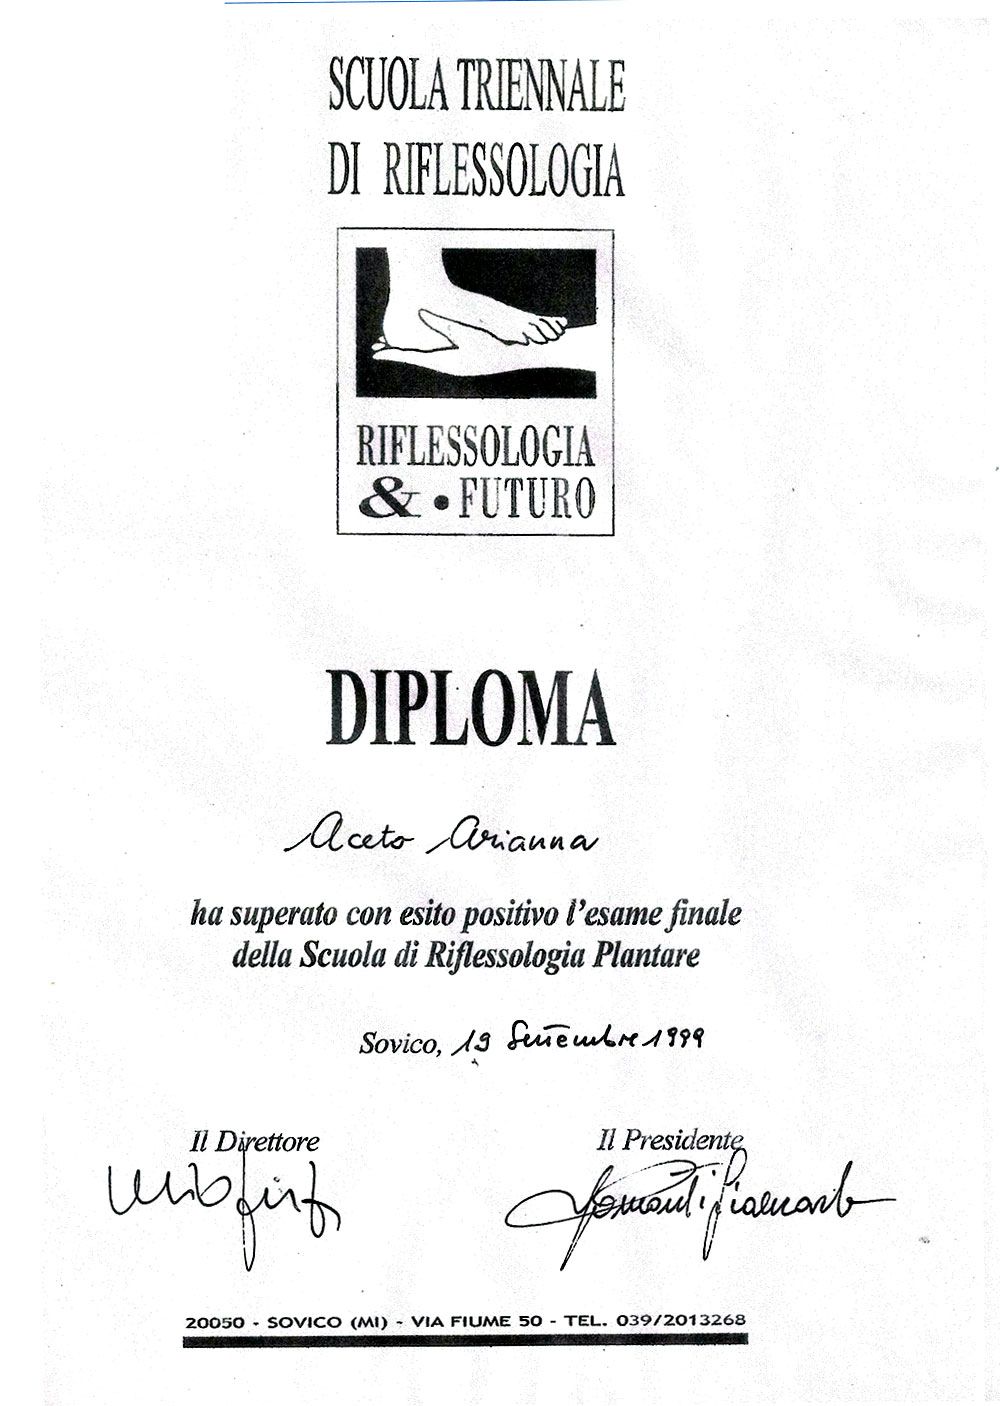 SCUOLA TRIENNALE
DI RIFLESSOLOGIA
RIFLESSOLOGIA
& • FUTURO
DIPLOMA
Aceto Arianna
ha superato con esito positivo l'esame finale
della Scuola di Riflessologia Plantare
Sovico, 19 Settembre 1999
Il Direttore
Il Presidente
20050 - SOVICO (MI) - VIA FIUME 50 - TEL. 039/2013268